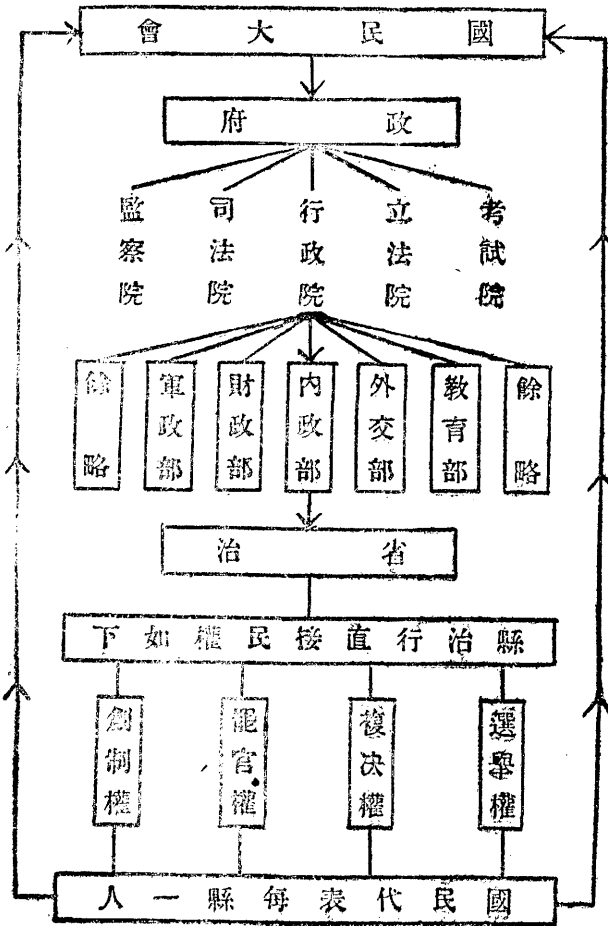 國民大會
政府
考試院
立法院
行政院
司法院
監察院
餘略
教育部
外交部
內政部
財政部
軍政部
餘略
省治
縣治行直接民權如下
選舉權
複決權
罷官權
創制權
國民代表每縣一人